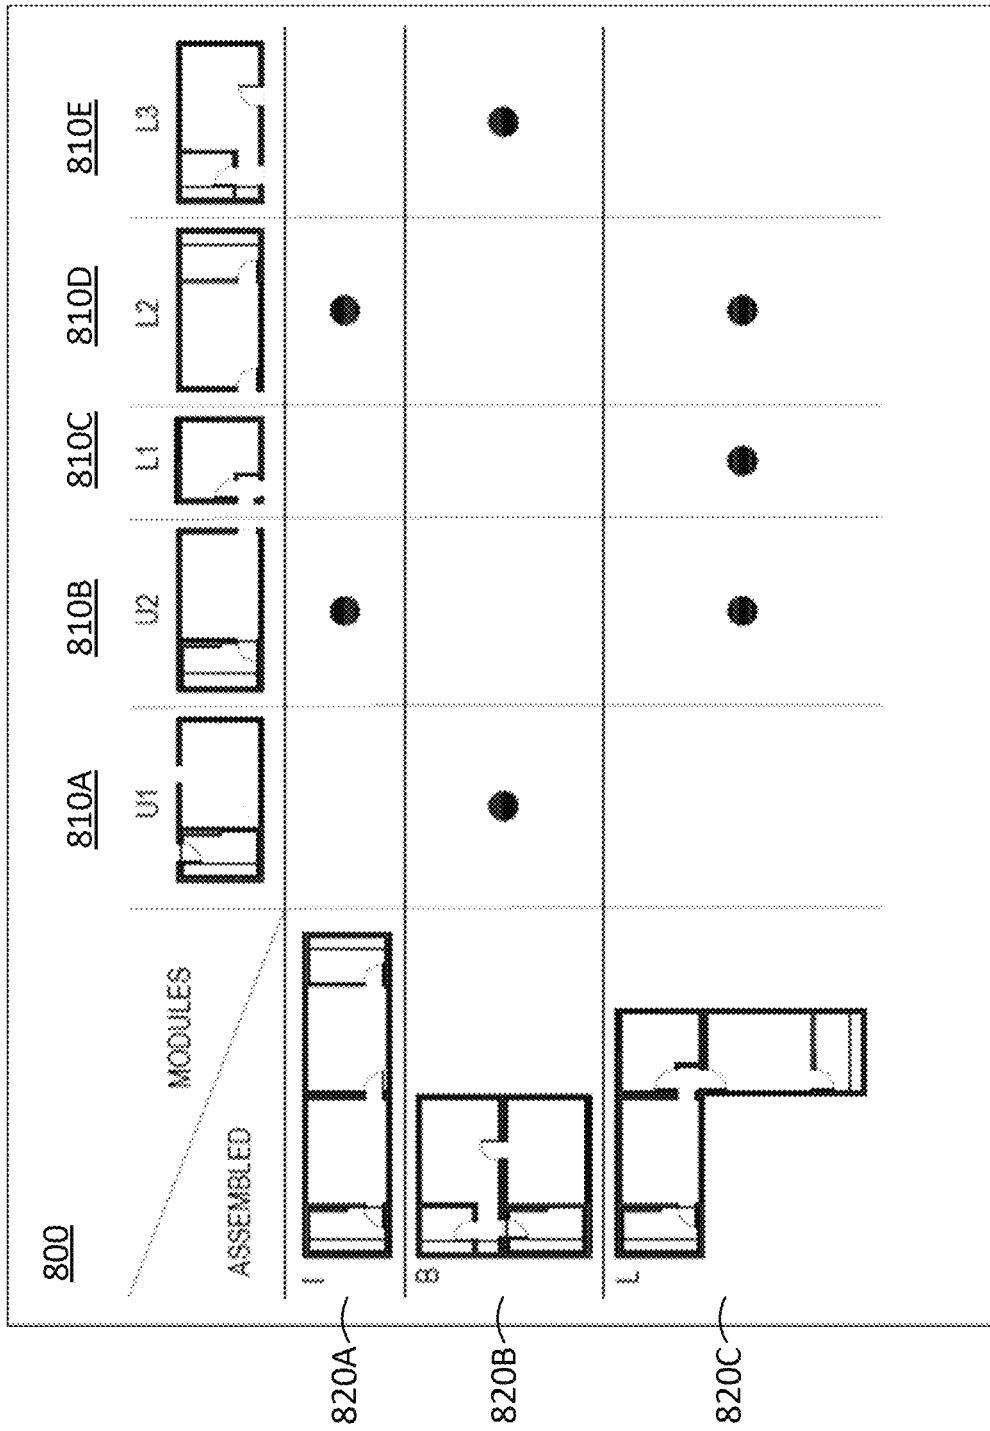 800
810A
810B
810C
810D
810E
MODULES
U1
U2
L1
L2
L3
ASSEMBLED
820A
I
820B
B
820C
L